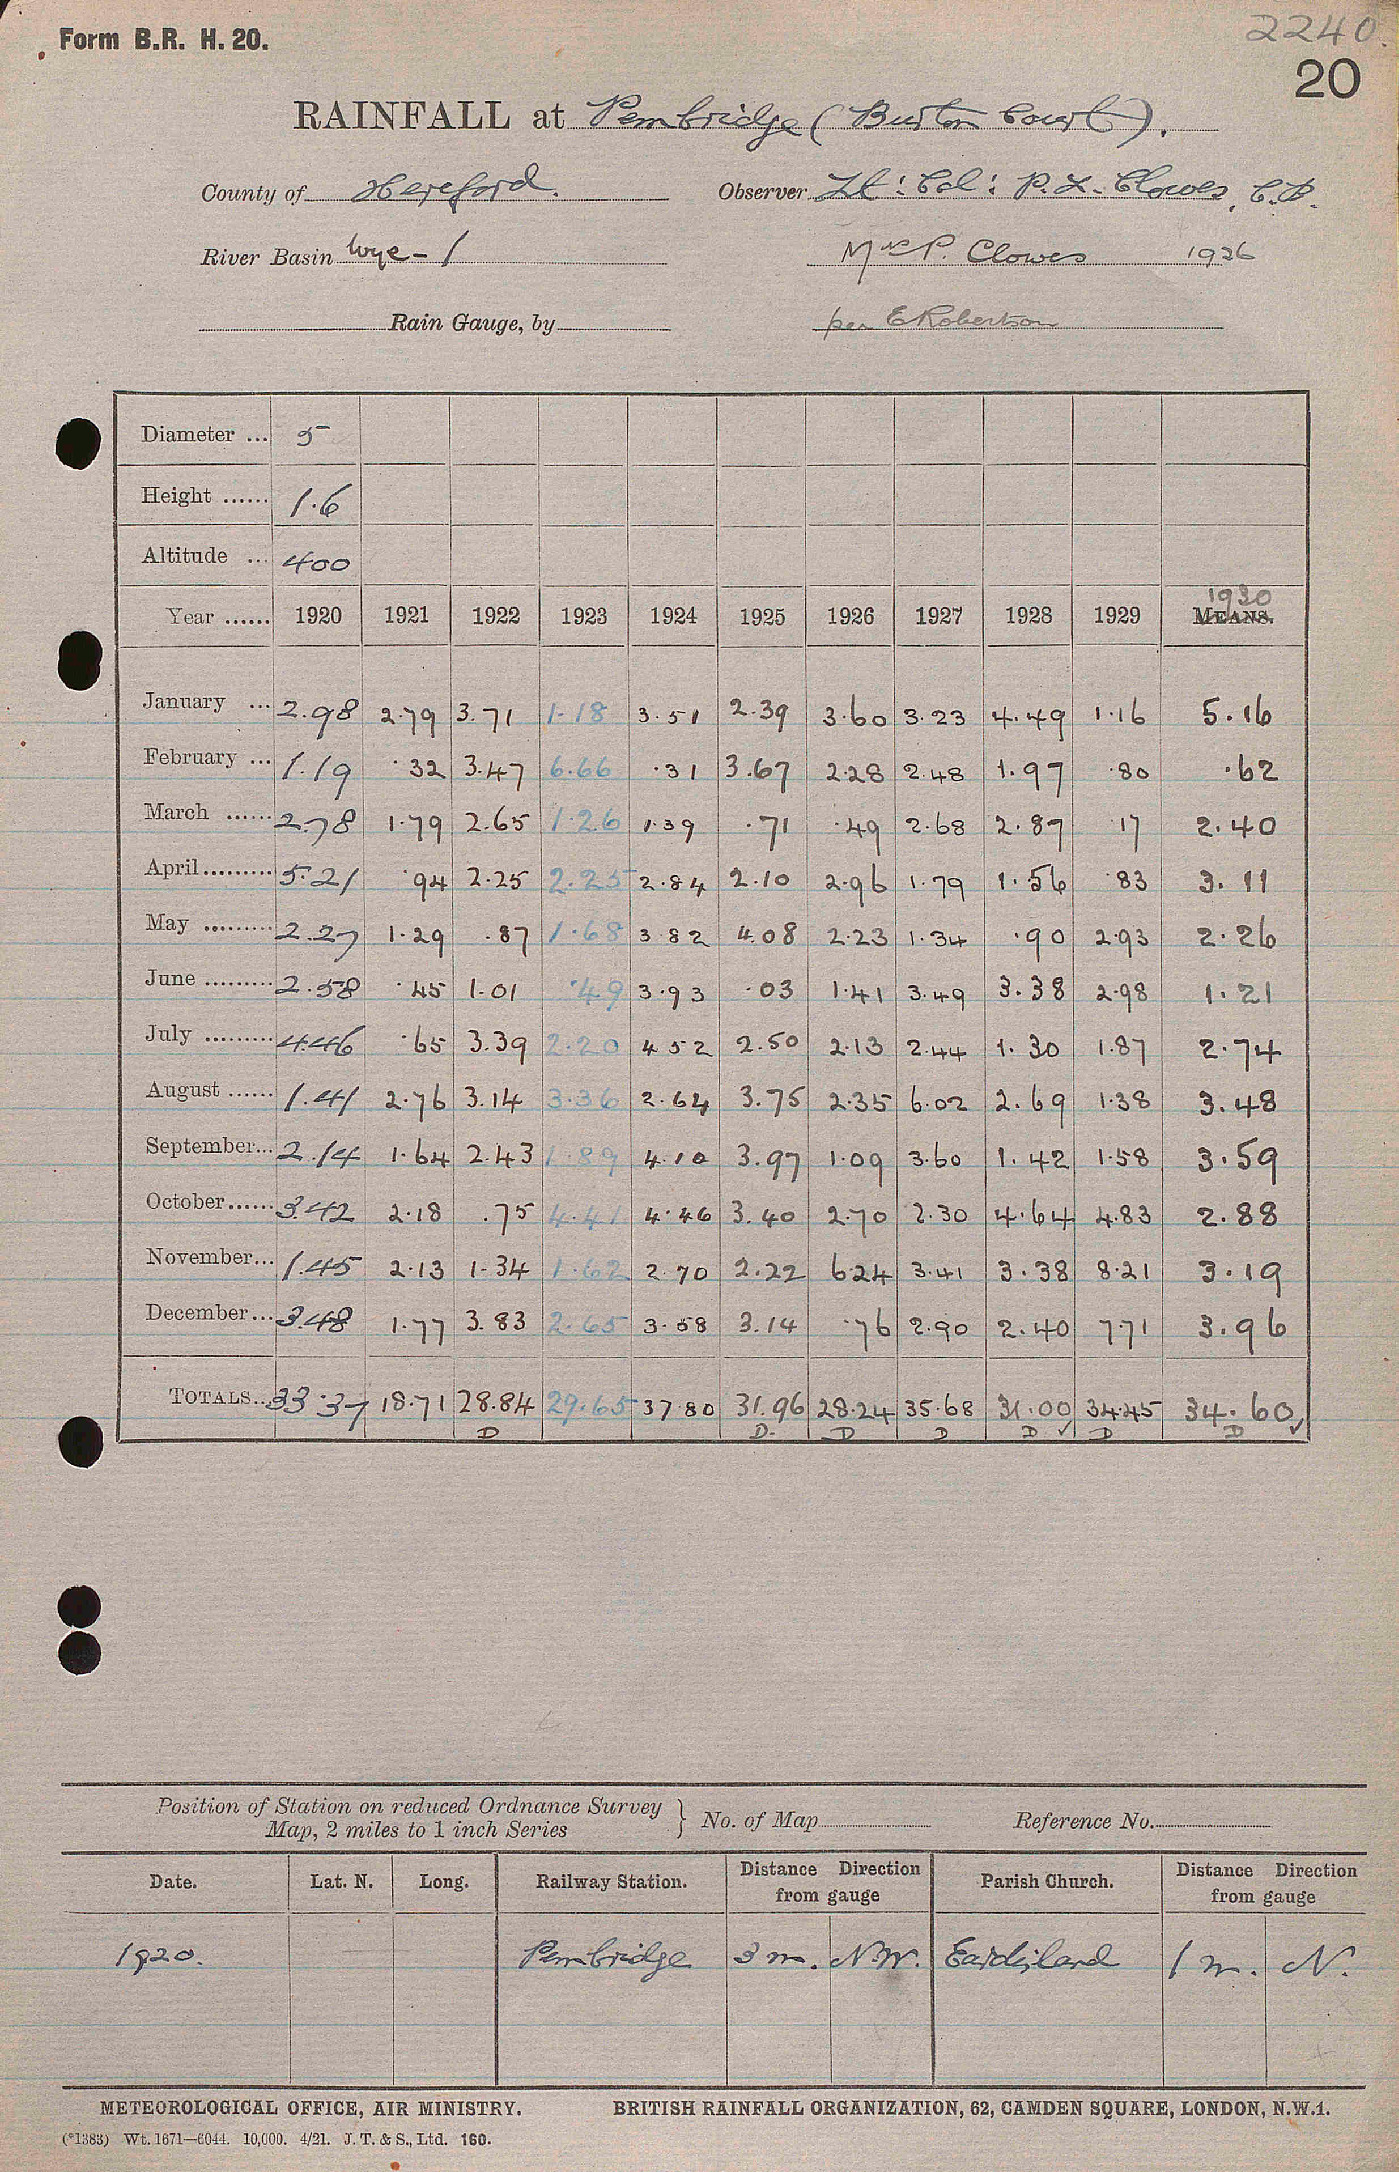 Form B.R. H. 20.
2240
20
RAINFALL at Pembridge (Burton Court).
County of Hereford. Observer Lt: Col: P. L. Clowes, C.B.
River Basin Wye - 1 Mrs P. Clowes 1926
Rain Gauge, by per E Robertson
Diameter ... 5
Height ...... 1.6
Altitude ... 400
1930
Year ...... 1920 1921 1922 1923 1924 1925 1926 1927 1928 1929 MEANS.
January ... 2.98 2.79 3.71 1.18 3.51 2.39 3.60 3.23 4.49 1.16 5.16
February ... 1.19 .32 3.47 6.66 .31 3.67 2.28 2.48 1.97 .80 .62
March ...... 2.78 1.79 2.65 1.26 1.39 .71 .49 2.68 2.87 17 2.40
April......... 5.21 .94 2.25 2.25 2.84 2.10 2.96 1.79 1.56 .83 3.11
May ......... 2.27 1.29 .87 1.68 3.82 4.08 2.23 1.34 .90 2.93 2.26
June ......... 2.58 .45 1.01 .49 3.93 .03 1.41 3.49 3.38 2.98 1.21
July ......... 4.46 .65 3.39 2.20 4.52 2.50 2.13 2.44 1.30 1.87 2.74
August ...... 1.41 2.76 3.14 3.36 2.64 3.75 2.35 6.02 2.69 1.38 3.48
September... 2.14 1.64 2.43 1.89 4.10 3.97 1.09 3.60 1.42 1.58 3.59
October...... 3.42 2.18 .75 4.41 4.46 3.40 2.70 2.30 4.64 4.83 2.88
November... 1.45 2.13 1.34 1.62 2.70 2.22 6.24 3.41 3.38 8.21 3.19
December... 3.48 1.77 3.83 2.65 3.58 3.14 .76 2.90 2.40 7.71 3.96
TOTALS.. 33.37 18.71 28.84 29.65 37.80 31.96 28.24 35.68 31.00 34.45 34.60 ✓
D D. D D D ✓ D D
Position of Station on reduced Ordnance Survey Map, 2 miles to 1 inch Series } No. of Map Reference No.
Date. Lat. N. Long. Railway Station. Distance Direction from gauge Parish Church. Distance Direction from gauge
1920. Pembridge 3 m. N.W. Eardisland 1 m. N.
METEOROLOGICAL OFFICE, AIR MINISTRY. BRITISH RAINFALL ORGANIZATION, 62, CAMDEN SQUARE, LONDON, N.W.1.
(*1383) Wt. 1671—6044. 10,000. 4/21. J. T. & S., Ltd. 160.